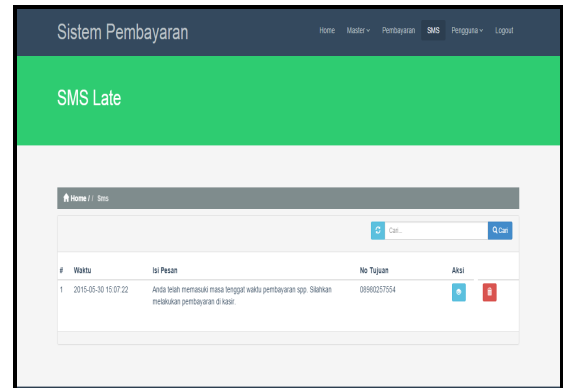 Sistem Pembayaran
Home Master Pembayaran SMS Pengguna Logout
SMS Late
Home / / Sms
Cari... Cari
# Waktu Isi Pesan No Tujuan Aksi
1 2015-05-30 15:07:22 Anda telah memasuki masa tenggat waktu pembayaran spp. Silahkan 08980257554
melakukan pembayaran di kasir.